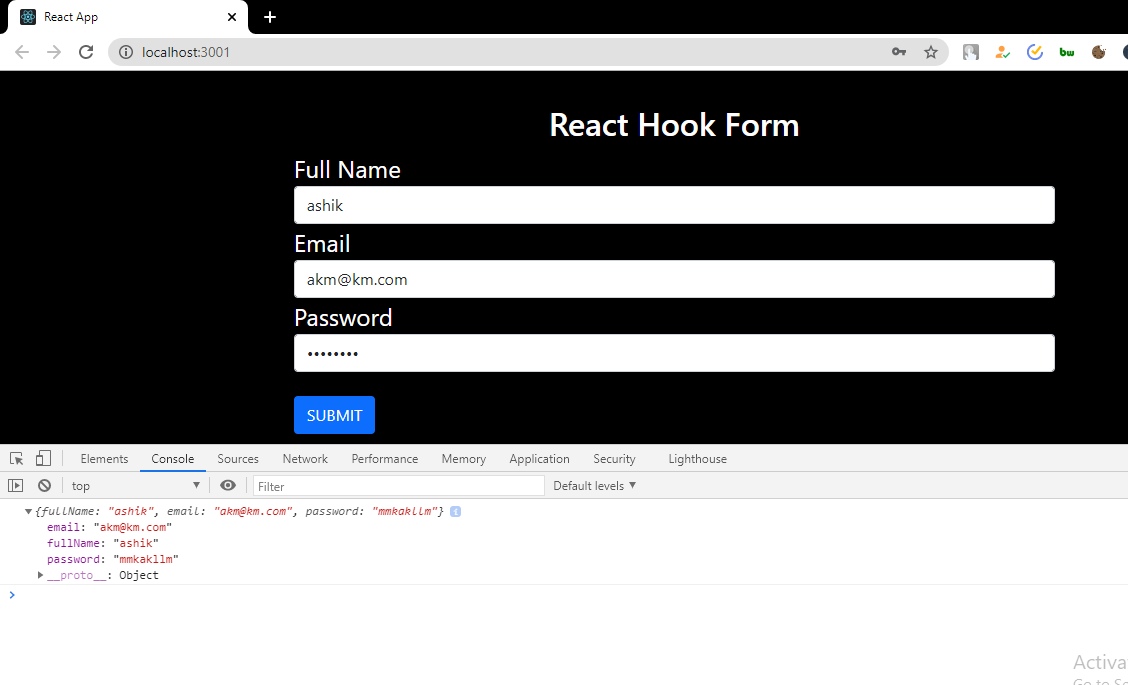 React App
localhost:3001
bw
React Hook Form
Full Name
ashik
Email
akm@km.com
Password
••••••••
SUBMIT
Elements Console Sources Network Performance Memory Application Security Lighthouse
top Filter Default levels
{fullName: "ashik", email: "akm@km.com", password: "mmkakllm"}
email: "akm@km.com"
fullName: "ashik"
password: "mmkakllm"
__proto__: Object
Activa
Go to Se